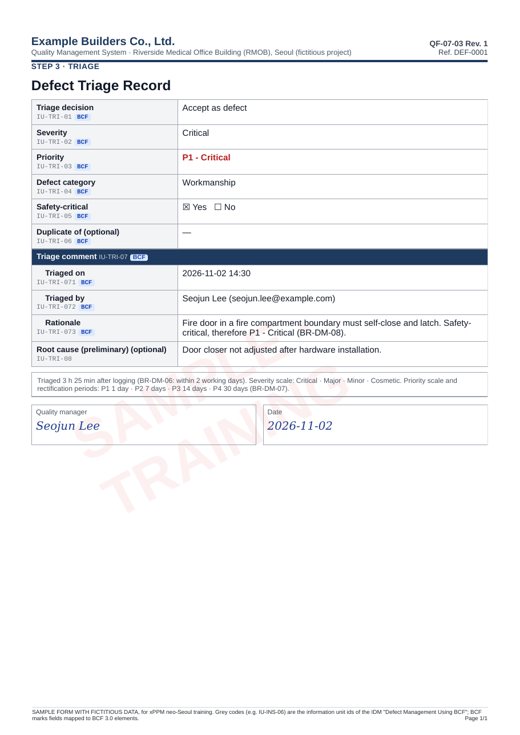 Example Builders Co., Ltd.
Quality Management System - Riverside Medical Office Building (RMOB), Seoul (fictitious project)
QF-07-03 Rev. 1
Ref. DEF-0001
STEP 3 · TRIAGE
Defect Triage Record
Triage decision
IU-TRI-01 BCF
Accept as defect
Severity
IU-TRI-02 BCF
Critical
Priority
IU-TRI-03 BCF
P1 - Critical
Defect category
IU-TRI-04 BCF
Workmanship
Safety-critical
IU-TRI-05 BCF
☒ Yes ☐ No
Duplicate of (optional)
IU-TRI-06 BCF
—
Triage comment IU-TRI-07 BCF
Triaged on
IU-TRI-071 BCF
2026-11-02 14:30
Triaged by
IU-TRI-072 BCF
Seojun Lee (seojun.lee@example.com)
Rationale
IU-TRI-073 BCF
Fire door in a fire compartment boundary must self-close and latch. Safety-
critical, therefore P1 - Critical (BR-DM-08).
Root cause (preliminary) (optional)
IU-TRI-08
Door closer not adjusted after hardware installation.
Triaged 3 h 25 min after logging (BR-DM-06: within 2 working days). Severity scale: Critical · Major · Minor · Cosmetic. Priority scale and
rectification periods: P1 1 day · P2 7 days · P3 14 days · P4 30 days (BR-DM-07).
Quality manager
Seojun Lee
Date
2026-11-02
SAMPLE
TRAINING
SAMPLE FORM WITH FICTITIOUS DATA, for xPPM neo-Seoul training. Grey codes (e.g. IU-INS-06) are the information unit ids of the IDM "Defect Management Using BCF"; BCF
marks fields mapped to BCF 3.0 elements.
Page 1/1